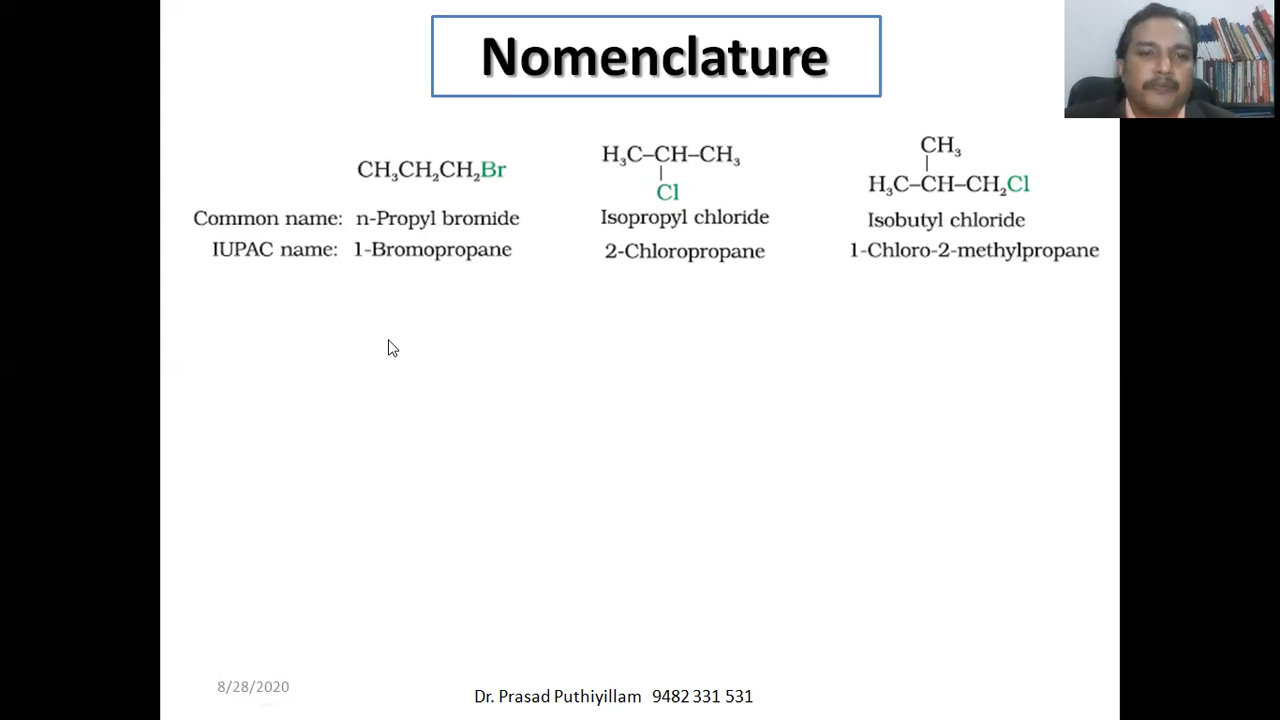 Nomenclature
CH₃CH₂CH₂Br
H₃C–CH–CH₃
Cl
CH₃
H₃C–CH–CH₂Cl
Common name: n-Propyl bromide Isopropyl chloride Isobutyl chloride
IUPAC name: 1-Bromopropane 2-Chloropropane 1-Chloro-2-methylpropane
8/28/2020 Dr. Prasad Puthiyillam 9482 331 531